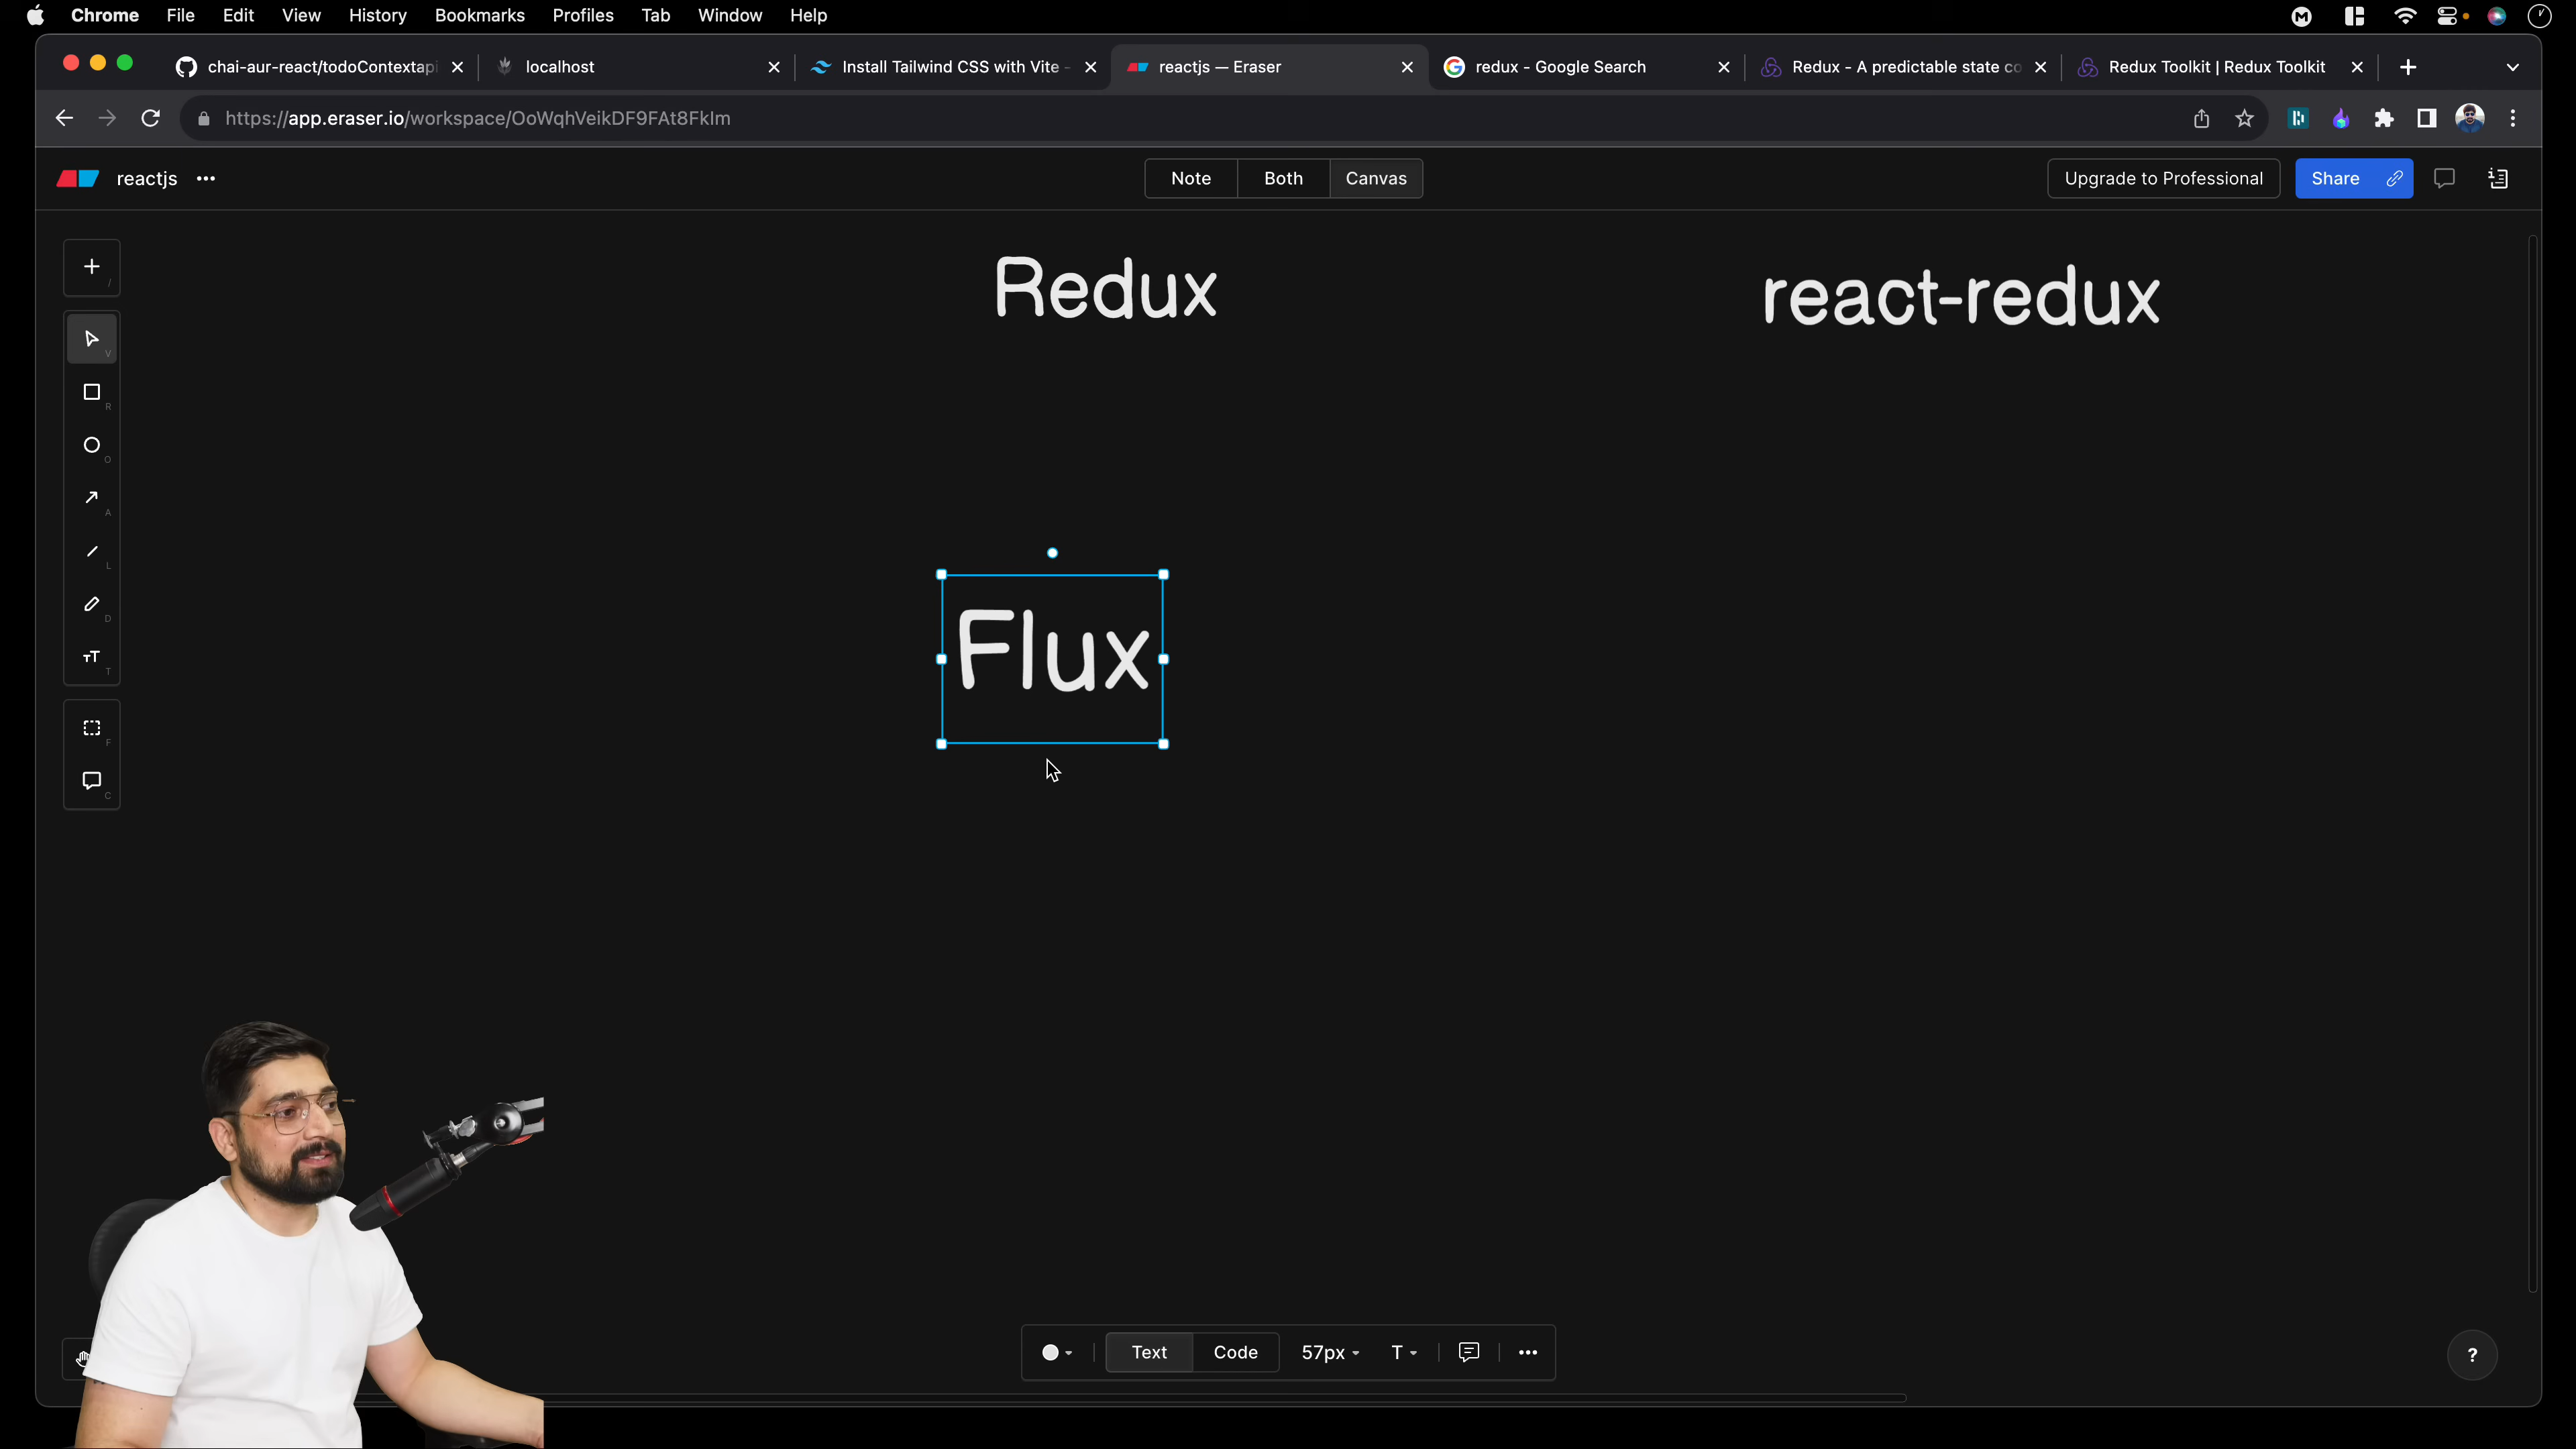 Chrome File Edit View History Bookmarks Profiles Tab Window Help
chai-aur-react/todoContextapi
localhost
Install Tailwind CSS with Vite -
reactjs — Eraser
redux - Google Search
Redux - A predictable state co
Redux Toolkit | Redux Toolkit
https://app.eraser.io/workspace/OoWqhVeikDF9FAt8FkIm
reactjs
Note Both Canvas
Upgrade to Professional
Share
/
V
R
O
A
L
D
T
F
C
Redux
react-redux
Flux
Text Code 57px T
?